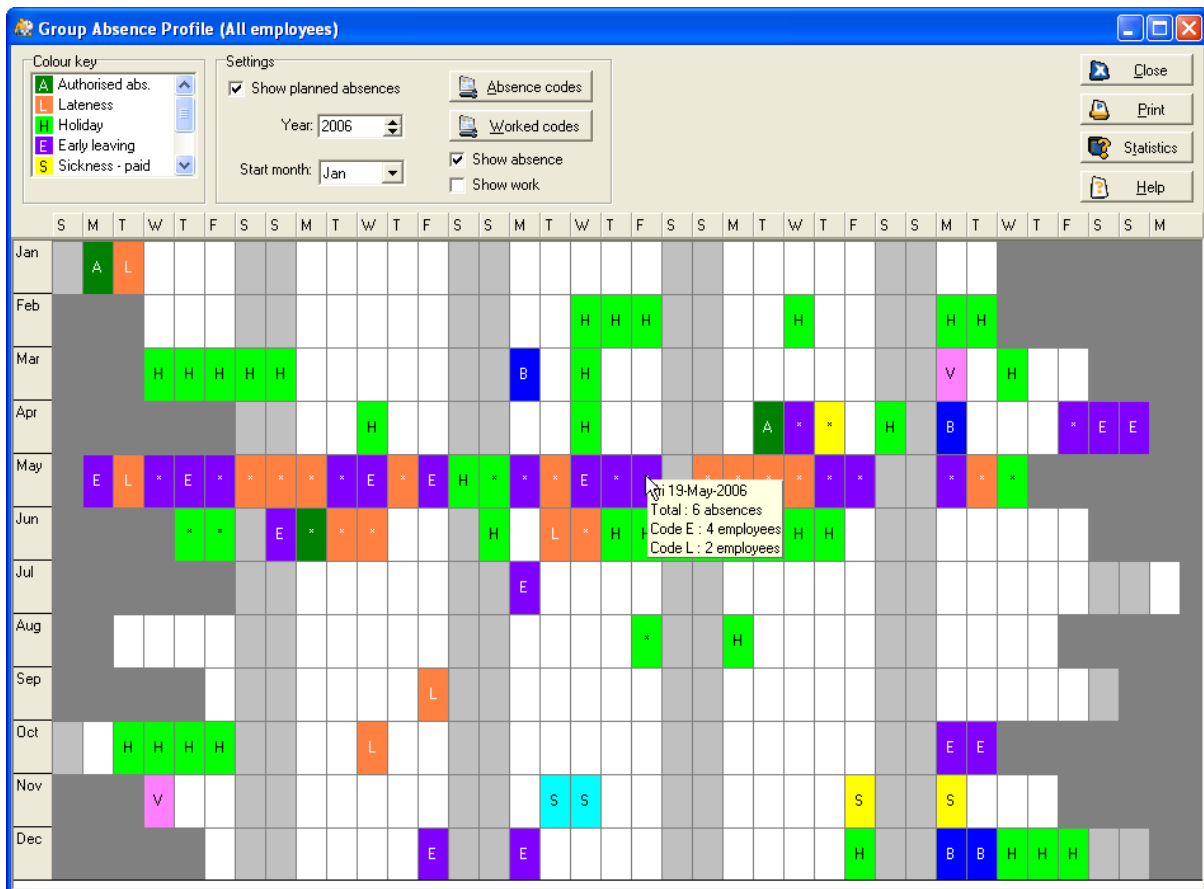 Group Absence Profile (All employees)
Colour key
A Authorised abs.
L Lateness
H Holiday
E Early leaving
S Sickness - paid
Settings
Show planned absences
Year: 2006
Start month: Jan
Absence codes
Worked codes
Show absence
Show work
Close
Print
Statistics
Help
S M T W T F S S M T W T F S S M T W T F S S M T W T F S S M T W T F S S M
Jan A L
Feb H H H H H H
Mar H H H H H B H V H
Apr H H A * * H B * E E
May E L * E * * * * * E * E H * * * E * * * * * * * * * * *
Jun * * E * * * H L * H H H H
Fri 19-May-2006
Total : 6 absences
Code E : 4 employees
Code L : 2 employees
Jul E
Aug * H
Sep L
Oct H H H H L E E
Nov V S S S S
Dec E E H B B H H H